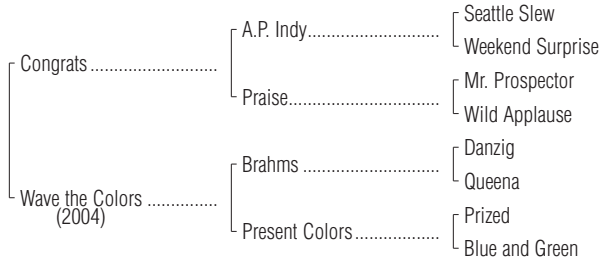 Seattle Slew
A.P. Indy
Weekend Surprise
Congrats
Mr. Prospector
Praise
Wild Applause
Danzig
Brahms
Queena
Wave the Colors
(2004)
Prized
Present Colors
Blue and Green